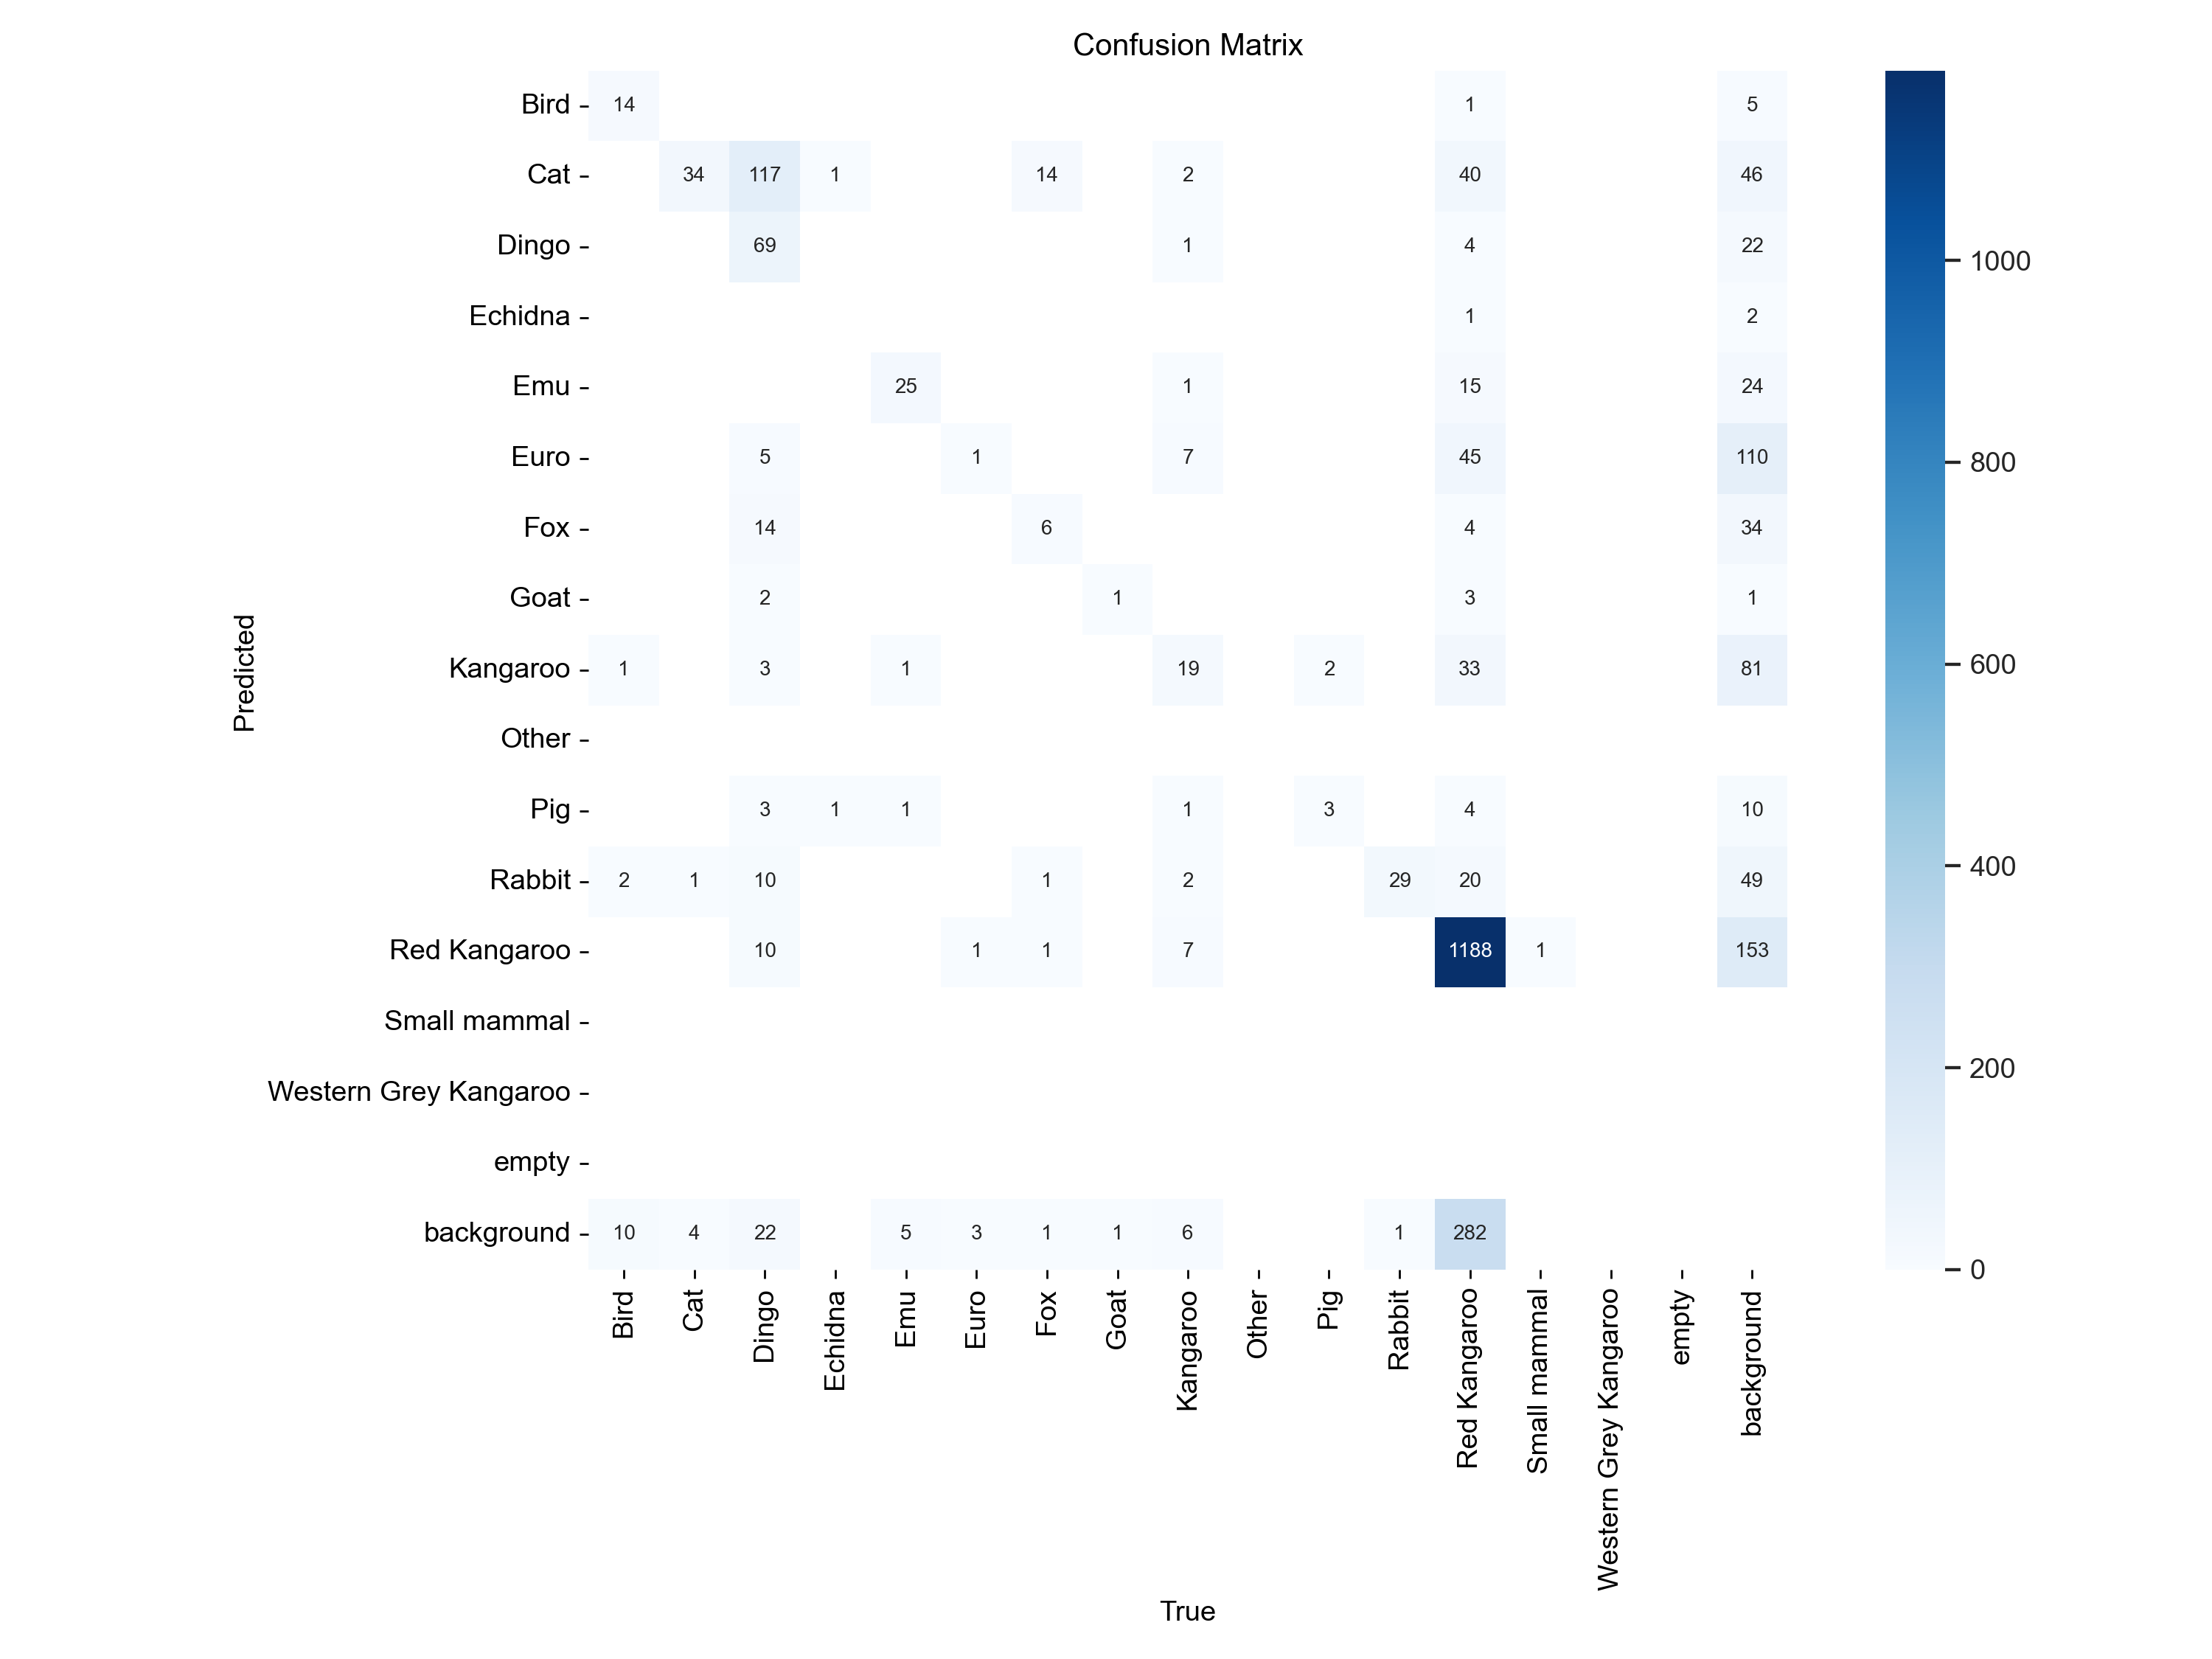 Confusion Matrix
Predicted
Bird 14 1 5
Cat 34 117 1 14 2 40 46
Dingo 69 1 4 22
Echidna 1 2
Emu 25 1 15 24
Euro 5 1 7 45 110
Fox 14 6 4 34
Goat 2 1 3 1
Kangaroo 1 3 1 19 2 33 81
Other
Pig 3 1 1 1 3 4 10
Rabbit 2 1 10 1 2 29 20 49
Red Kangaroo 10 1 1 7 1188 1 153
Small mammal
Western Grey Kangaroo
empty
background 10 4 22 5 3 1 1 6 1 282
Bird
Cat
Dingo
Echidna
Emu
Euro
Fox
Goat
Kangaroo
Other
Pig
Rabbit
Red Kangaroo
Small mammal
Western Grey Kangaroo
empty
background
True
1000
800
600
400
200
0